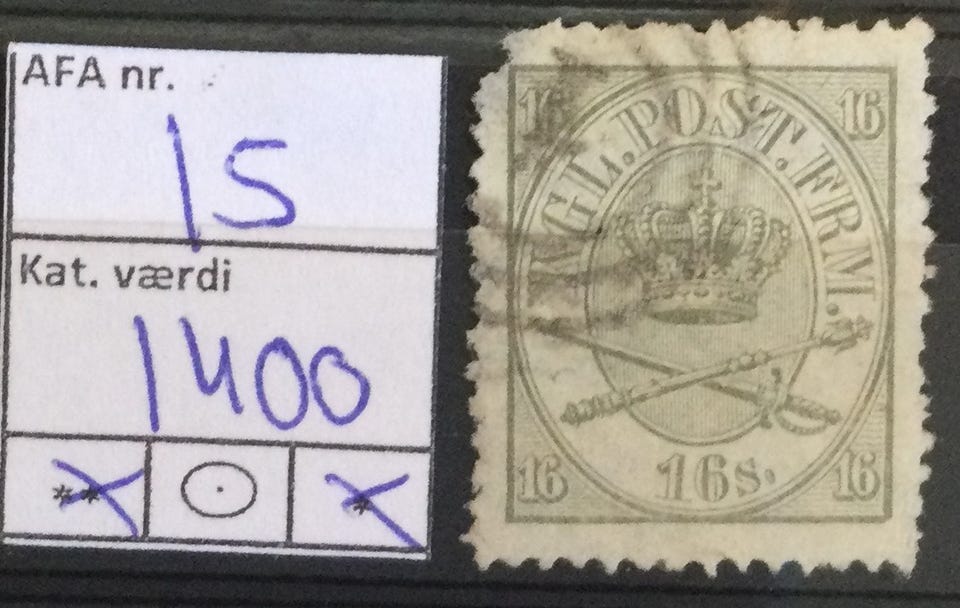 AFA nr.
15
Kat. værdi
1400
** ⊙ *
16 16
KGL. POST. FRM.
16 16s. 16